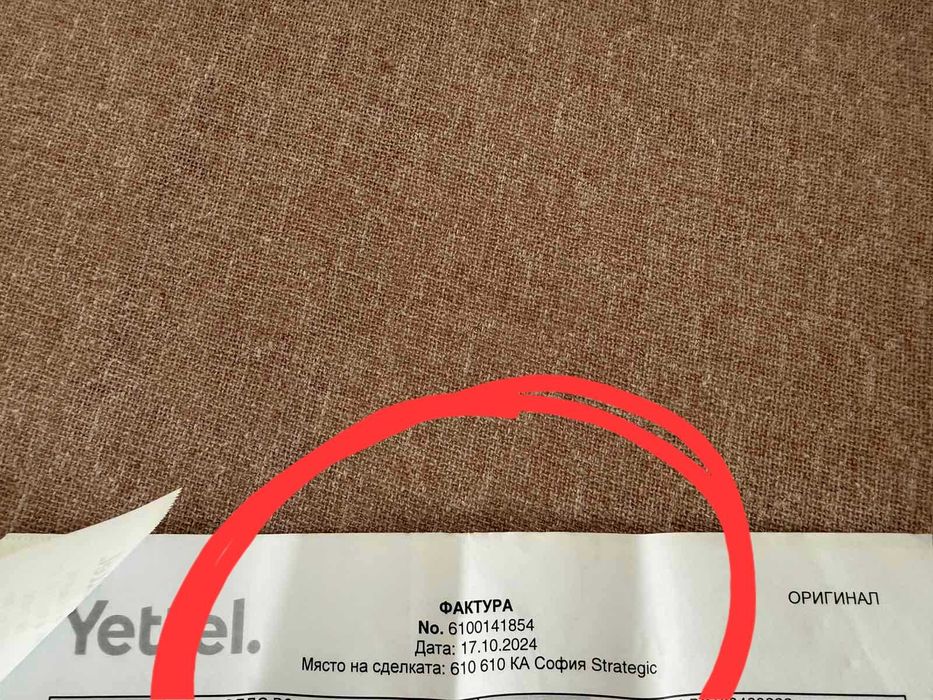 Yettel.
ФАКТУРА
No. 6100141854
Дата: 17.10.2024
Място на сделката: 610 610 КА София Strategic
ОРИГИНАЛ